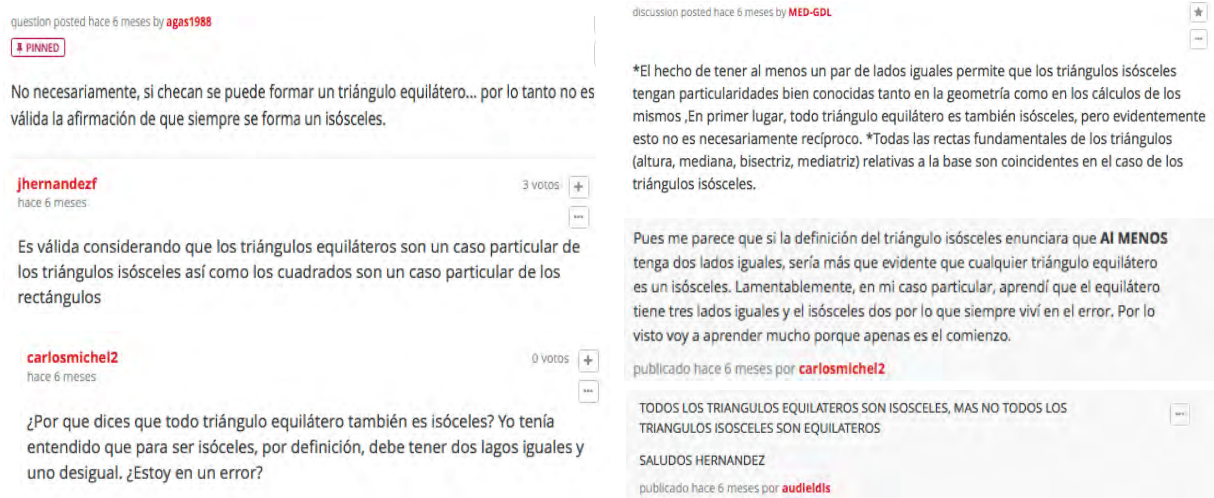 question posted hace 6 meses by agas1988
PINNED
No necesariamente, si checan se puede formar un triángulo equilátero... por lo tanto no es
válida la afirmación de que siempre se forma un isósceles.
jhernandezf
3 votos
hace 6 meses
Es válida considerando que los triángulos equiláteros son un caso particular de
los triángulos isósceles así como los cuadrados son un caso particular de los
rectángulos
carlosmichel2
0 votos
hace 6 meses
¿Por que dices que todo triángulo equilátero también es isóceles? Yo tenía
entendido que para ser isóceles, por definición, debe tener dos lagos iguales y
uno desigual. ¿Estoy en un error?
discussion posted hace 6 meses by MED-GDL
*El hecho de tener al menos un par de lados iguales permite que los triángulos isósceles
tengan particularidades bien conocidas tanto en la geometría como en los cálculos de los
mismos ,En primer lugar, todo triángulo equilátero es también isósceles, pero evidentemente
esto no es necesariamente recíproco. *Todas las rectas fundamentales de los triángulos
(altura, mediana, bisectriz, mediatriz) relativas a la base son coincidentes en el caso de los
triángulos isósceles.
Pues me parece que si la definición del triángulo isósceles enunciara que Al MENOS
tenga dos lados iguales, sería más que evidente que cualquier triángulo equilátero
es un isósceles. Lamentablemente, en mi caso particular, aprendí que el equilátero
tiene tres lados iguales y el isósceles dos por lo que siempre viví en el error. Por lo
visto voy a aprender mucho porque apenas es el comienzo.
publicado hace 6 meses por carlosmichel2
TODOS LOS TRIANGULOS EQUILATEROS SON ISOSCELES, MAS NO TODOS LOS
TRIANGULOS ISOSCELES SON EQUILATEROS
SALUDOS HERNANDEZ
publicado hace 6 meses por audieldls